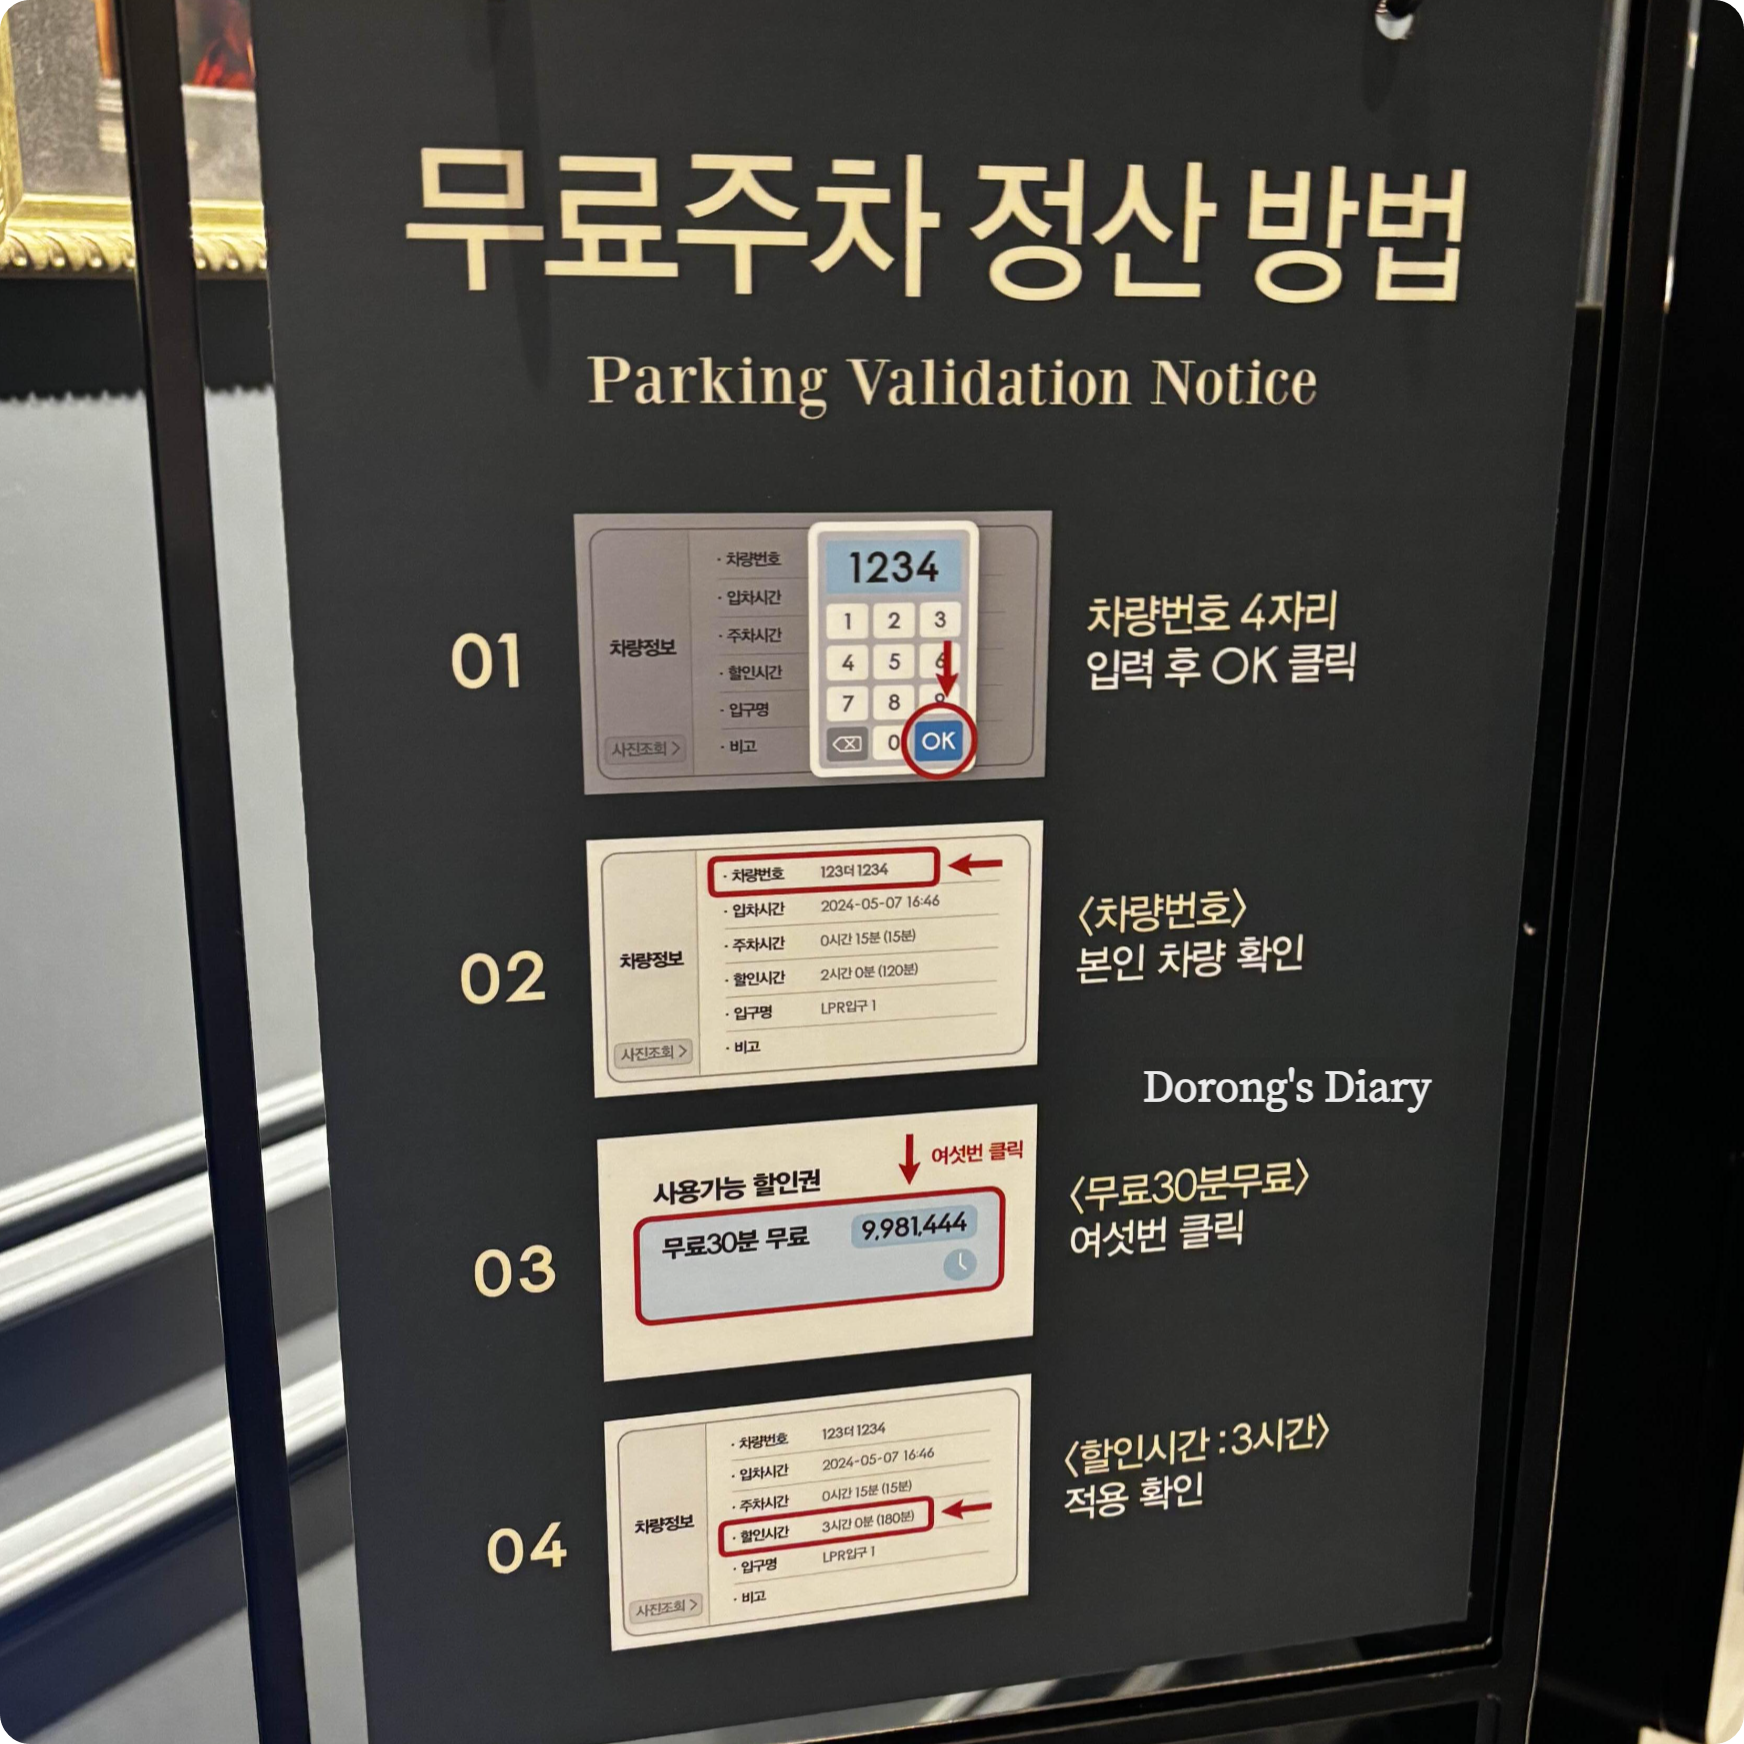 무료주차 정산 방법
Parking Validation Notice
01
차량정보
사진조회 >
· 차량번호
· 입차시간
· 주차시간
· 할인시간
· 입구명
· 비고
1234
1 2 3
4 5 6
7 8 9
0 OK
차량번호 4자리
입력 후 OK 클릭
02
차량정보
사진조회 >
· 차량번호 123더1234
· 입차시간 2024-05-07 16:46
· 주차시간 0시간 15분 (15분)
· 할인시간 2시간 0분 (120분)
· 입구명 LPR입구 1
· 비고
〈차량번호〉
본인 차량 확인
Dorong's Diary
03
여섯번 클릭
사용가능 할인권
무료30분 무료 9,981,444
〈무료30분무료〉
여섯번 클릭
04
차량정보
사진조회 >
· 차량번호 123더1234
· 입차시간 2024-05-07 16:46
· 주차시간 0시간 15분 (15분)
· 할인시간 3시간 0분 (180분)
· 입구명 LPR입구 1
· 비고
〈할인시간 : 3시간〉
적용 확인